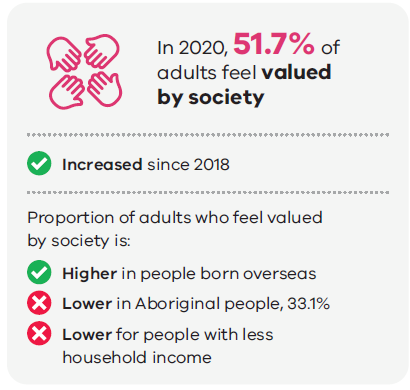 In 2020, 51.7% of
adults feel valued
by society
Increased since 2018
Proportion of adults who feel valued
by society is:
Higher in people born overseas
Lower in Aboriginal people, 33.1%
Lower for people with less
household income